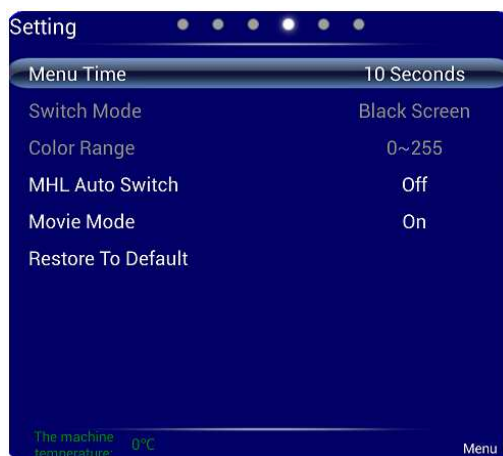 Setting
Menu Time 10 Seconds
Switch Mode Black Screen
Color Range 0~255
MHL Auto Switch Off
Movie Mode On
Restore To Default
The machine
temperature: 0°C
Menu